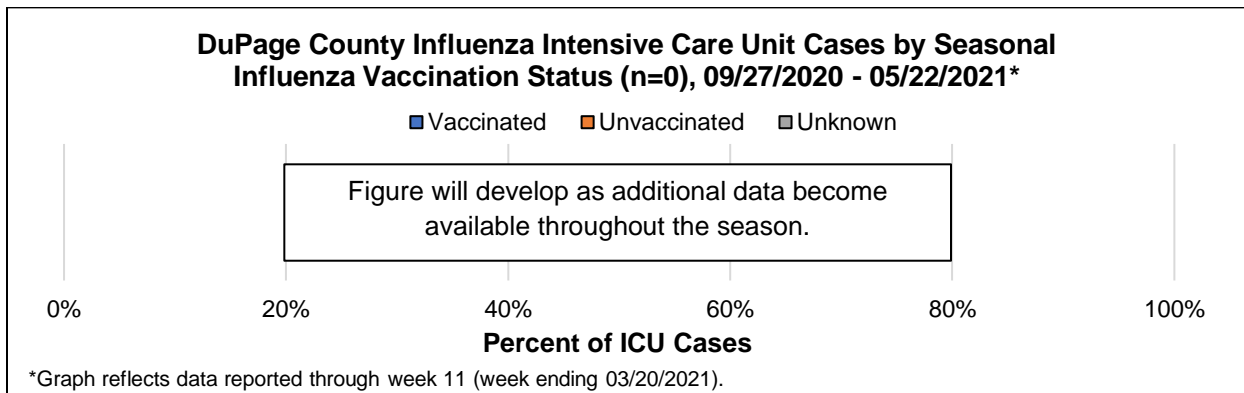 DuPage County Influenza Intensive Care Unit Cases by Seasonal
Influenza Vaccination Status (n=0), 09/27/2020 - 05/22/2021*
Vaccinated Unvaccinated Unknown
Figure will develop as additional data become
available throughout the season.
0% 20% 40% 60% 80% 100%
Percent of ICU Cases
*Graph reflects data reported through week 11 (week ending 03/20/2021).